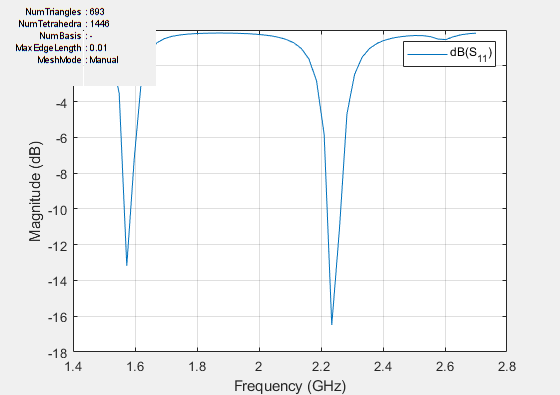 NumTriangles : 693
NumTetrahedra : 1446
NumBasis : -
MaxEdgeLength : 0.01
MeshMode : Manual
dB(S11)
-4
-6
-8
-10
-12
-14
-16
-18
Magnitude (dB)
1.4 1.6 1.8 2 2.2 2.4 2.6 2.8
Frequency (GHz)